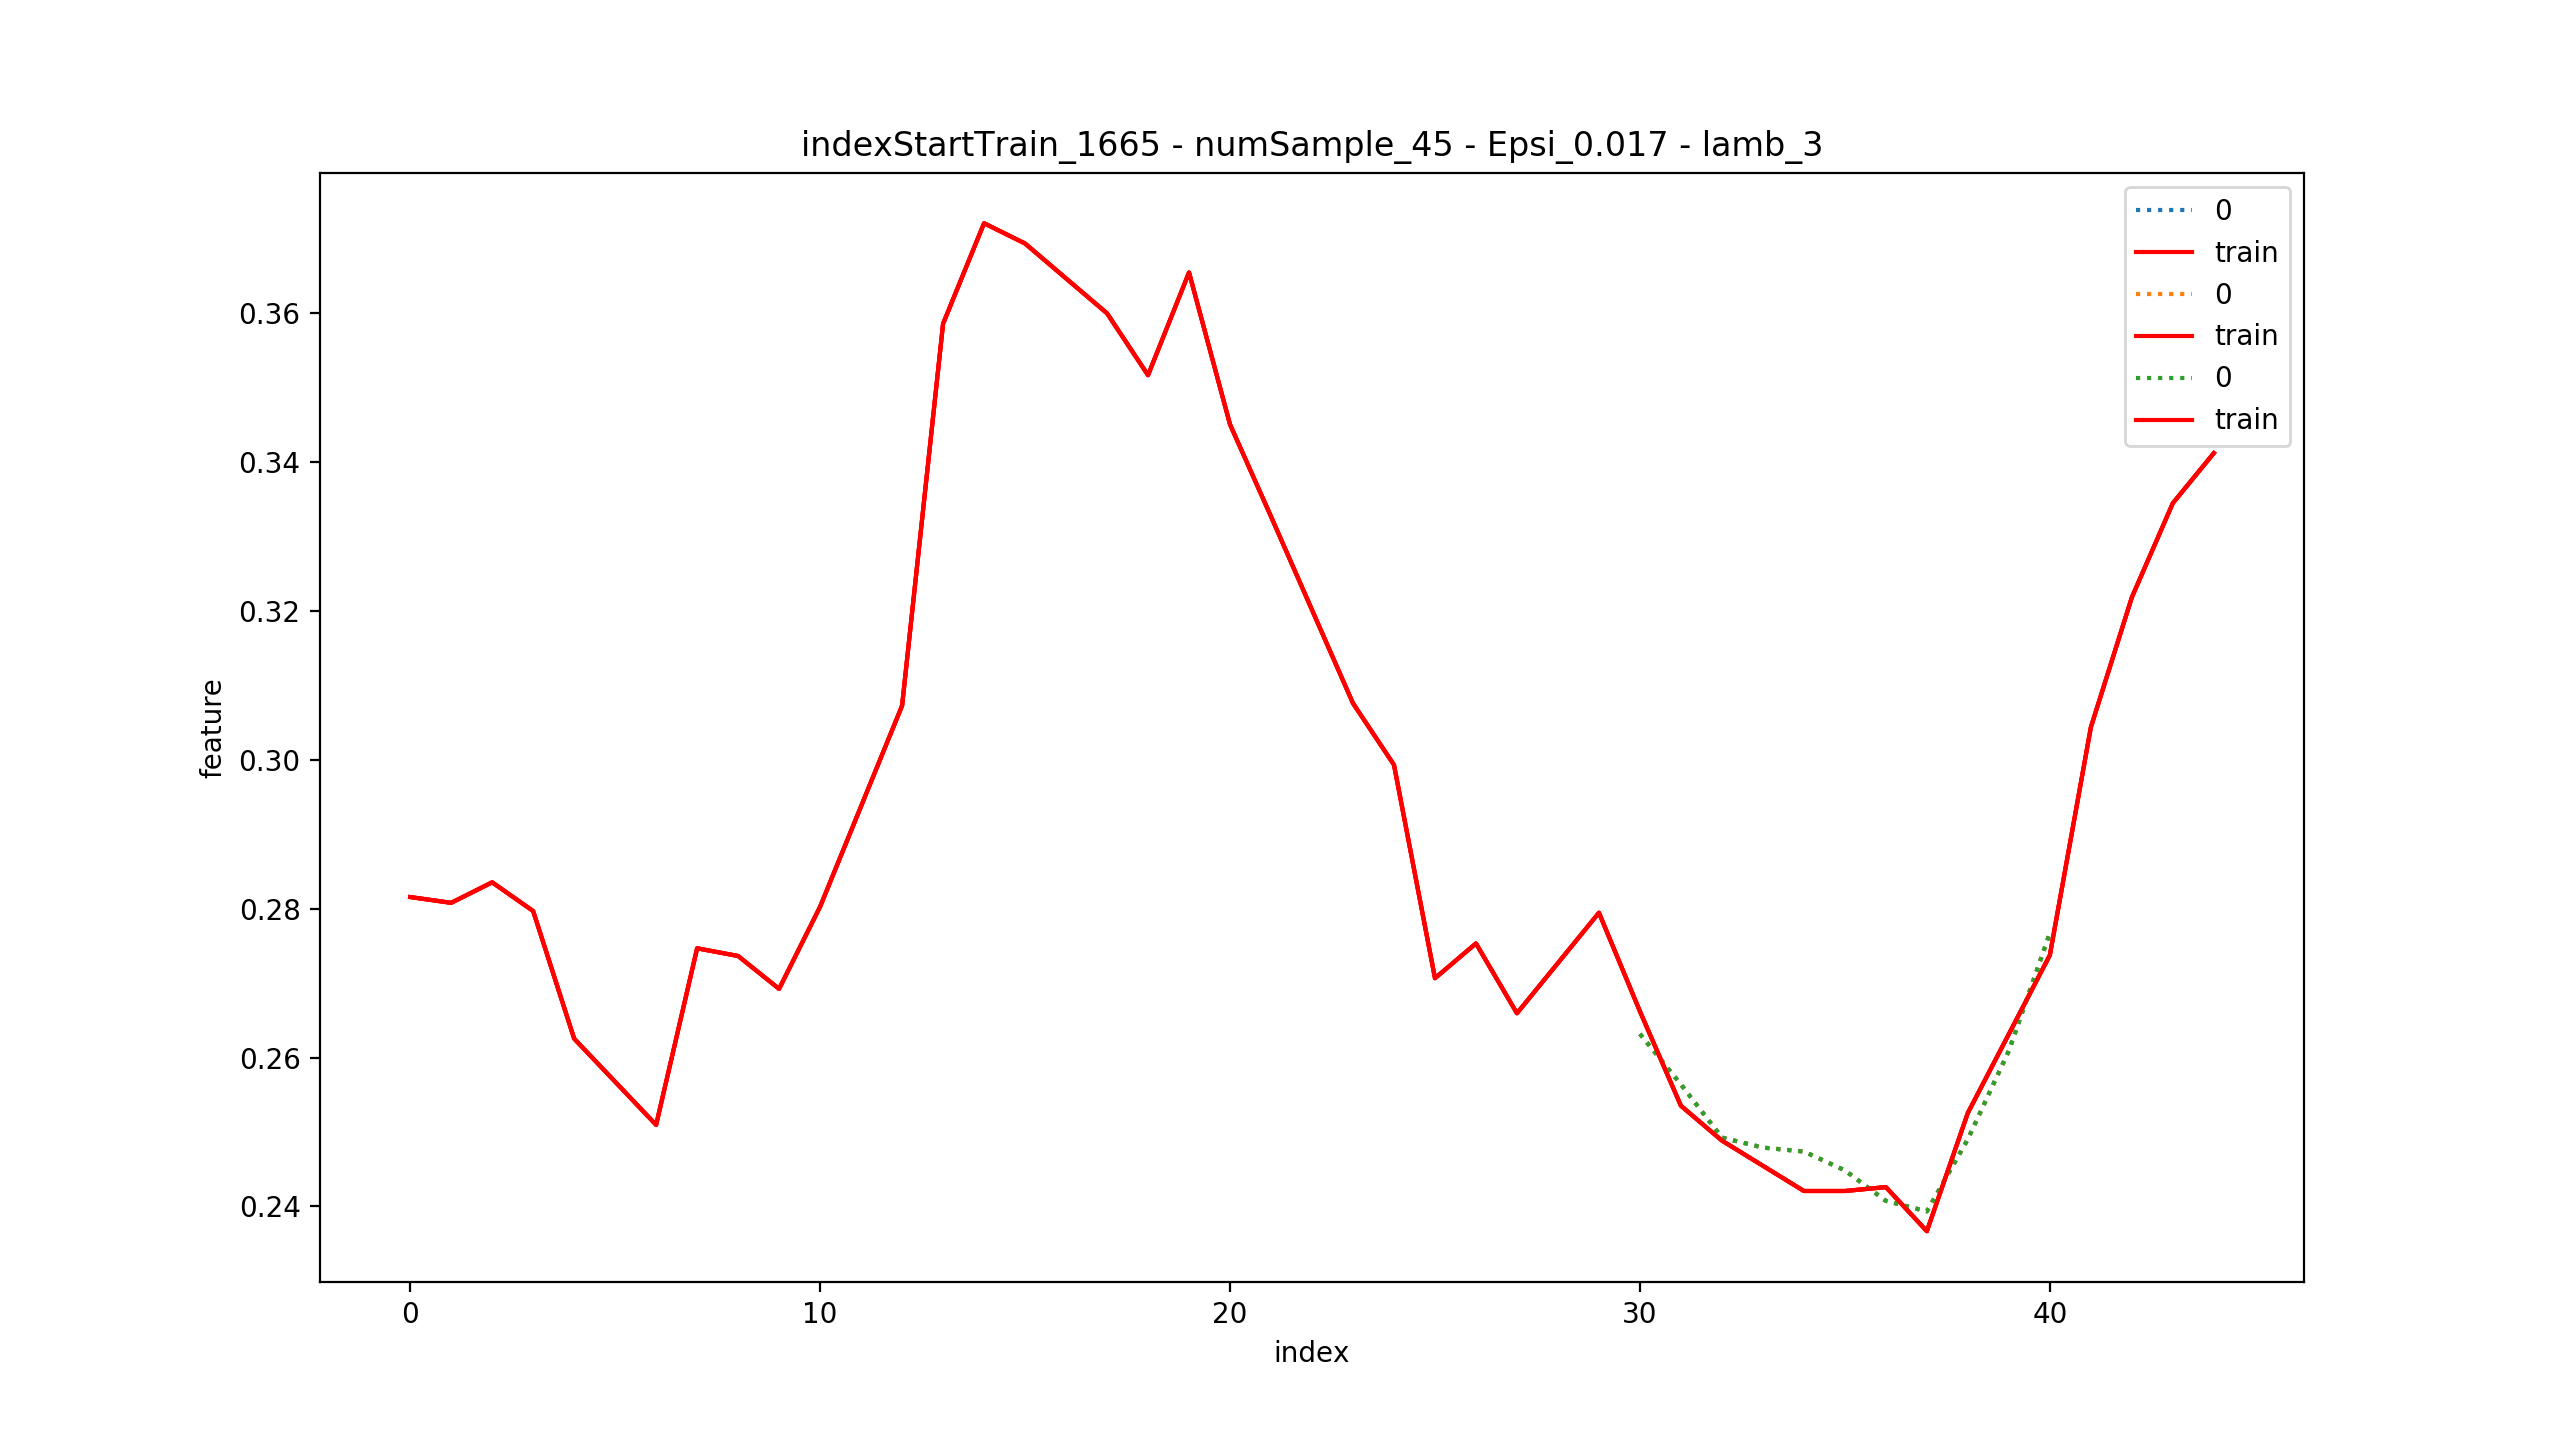 indexStartTrain_1665 - numSample_45 - Epsi_0.017 - lamb_3
0
train
0
train
0
train
0.36
0.34
0.32
0.30
0.28
0.26
0.24
feature
0 10 20 30 40
index